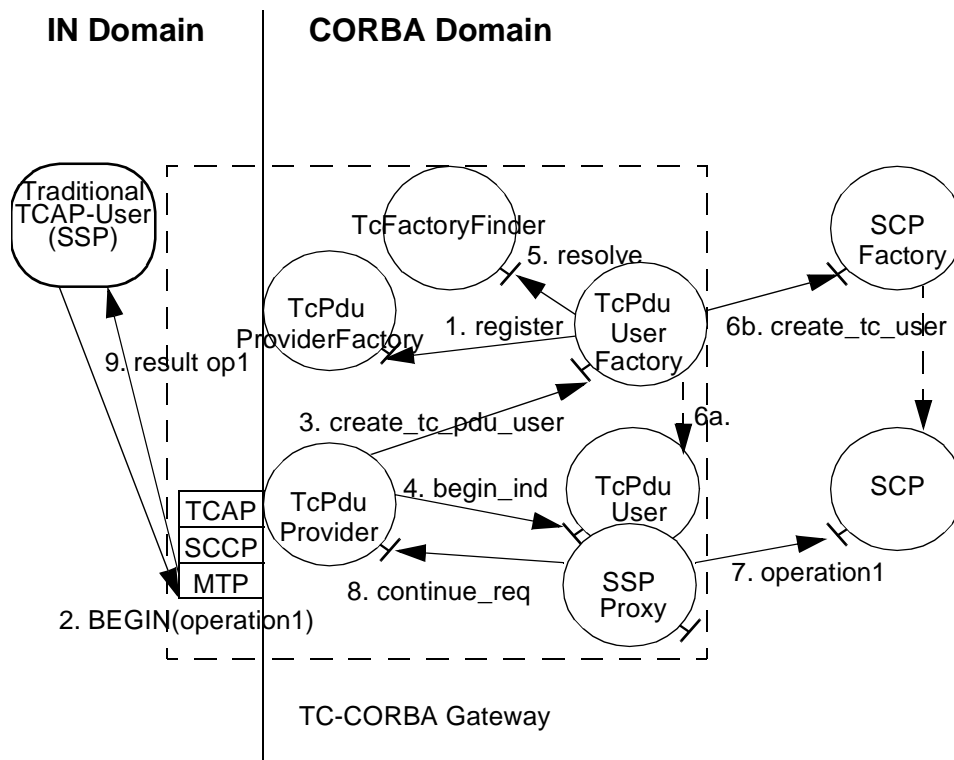 IN Domain
CORBA Domain
Traditional
TCAP-User
(SSP)
TcFactoryFinder
SCP
Factory
5. resolve
TcPdu
ProviderFactory
1. register
TcPdu
User
Factory
6b. create_tc_user
9. result op1
3. create_tc_pdu_user
6a.
TCAP
SCCP
MTP
TcPdu
Provider
4. begin_ind
TcPdu
User
SCP
8. continue_req
SSP
Proxy
7. operation1
2. BEGIN(operation1)
TC-CORBA Gateway